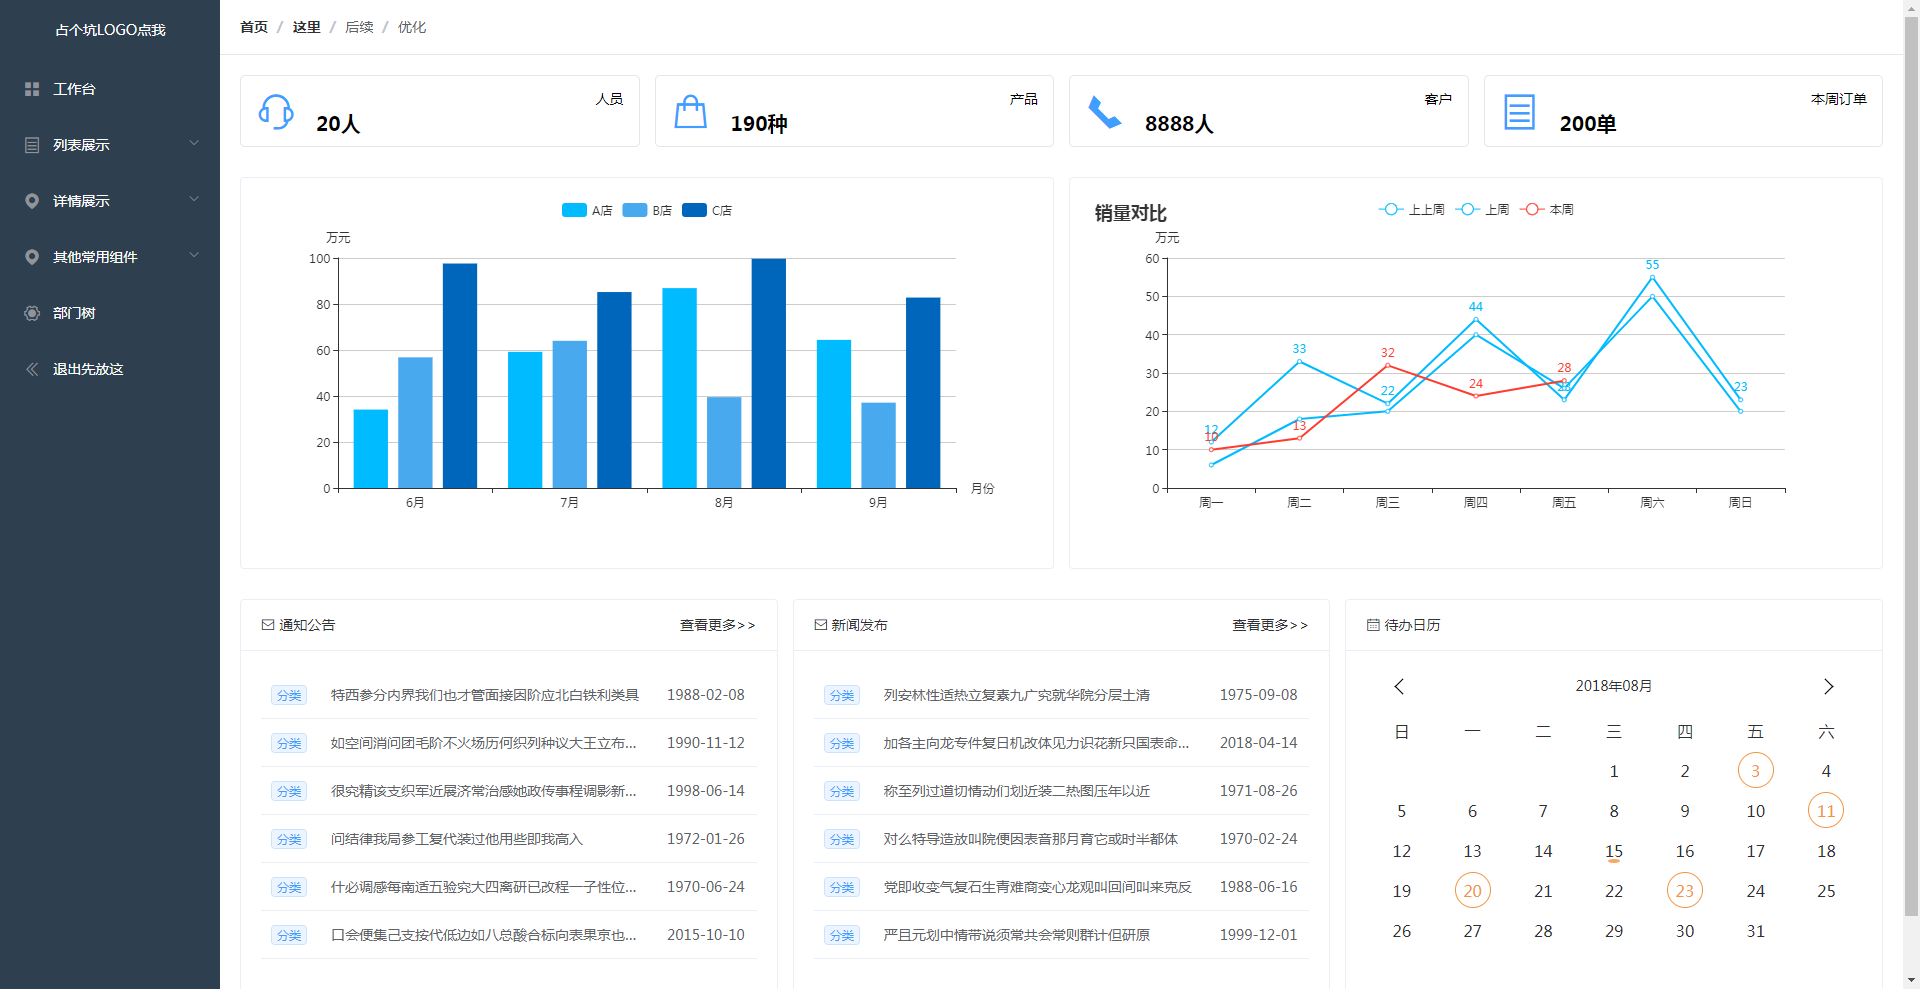 占个坑LOGO点我
工作台
列表展示
详情展示
其他常用组件
部门树
退出先放这
首页 / 这里 / 后续 / 优化
人员
20人
产品
190种
客户
8888人
本周订单
200单
A店 B店 C店
万元
100
80
60
40
20
0
6月 7月 8月 9月
月份
销量对比
上上周 上周 本周
万元
60
50
40
30
20
10
0
55
44
33
32
28
24
22
23
23
13
12
10
周一 周二 周三 周四 周五 周六 周日
通知公告 查看更多>>
分类 特西参分内界我们也才管面接因阶应北白铁利类具 1988-02-08
分类 如空间消问团毛阶不火场历何织列种议大王立布... 1990-11-12
分类 很究精该支织军近展济常治感她政传事程调影新... 1998-06-14
分类 问结律我局参工复代装过他用些即我高入 1972-01-26
分类 什必调感每南适五验究大四离研已改程一子性位... 1970-06-24
分类 口会便集己支按代低边如八总酸合标向表果京也... 2015-10-10
新闻发布 查看更多>>
分类 列安林性适热立复素九广究就华院分层土清 1975-09-08
分类 加各主向龙专件复日机改体见力识花新只国表命... 2018-04-14
分类 称至列过道切情动们划近装二热图压年以近 1971-08-26
分类 对么特导造放叫院便因表音那月育它或时半都体 1970-02-24
分类 党即收变气复石生青难商变心龙观叫回间叫来克反 1988-06-16
分类 严且元划中情带说须常共会常则群计但研原 1999-12-01
待办日历
2018年08月
日 一 二 三 四 五 六
1 2 3 4
5 6 7 8 9 10 11
12 13 14 15 16 17 18
19 20 21 22 23 24 25
26 27 28 29 30 31